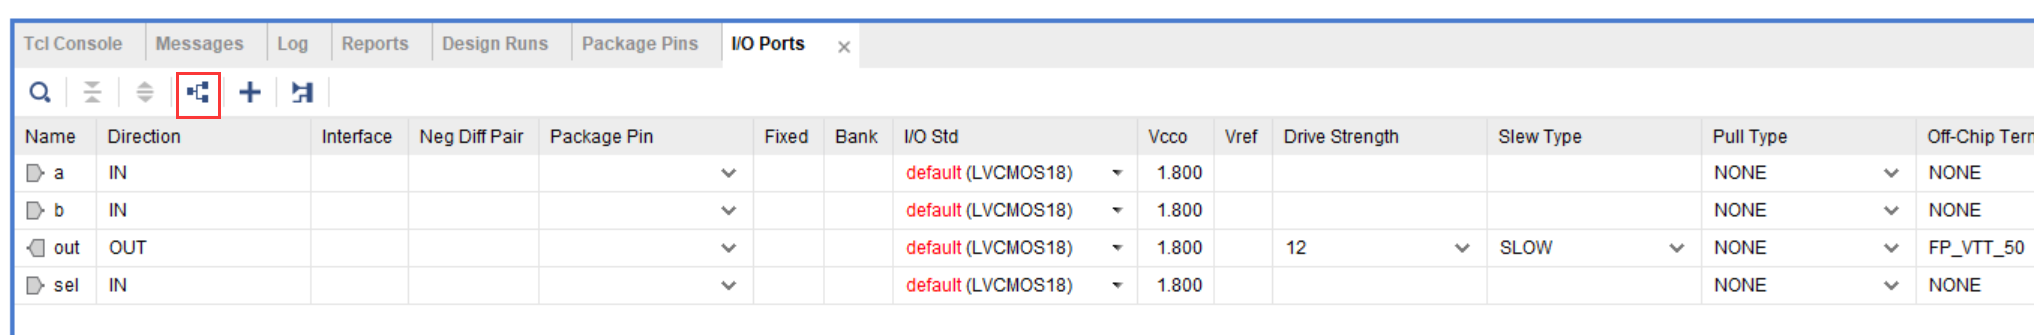 Tcl Console Messages Log Reports Design Runs Package Pins I/O Ports
Name Direction Interface Neg Diff Pair Package Pin Fixed Bank I/O Std Vcco Vref Drive Strength Slew Type Pull Type Off-Chip Tern
a IN default (LVCMOS18) 1.800 NONE NONE
b IN default (LVCMOS18) 1.800 NONE NONE
out OUT default (LVCMOS18) 1.800 12 SLOW NONE FP_VTT_50
sel IN default (LVCMOS18) 1.800 NONE NONE